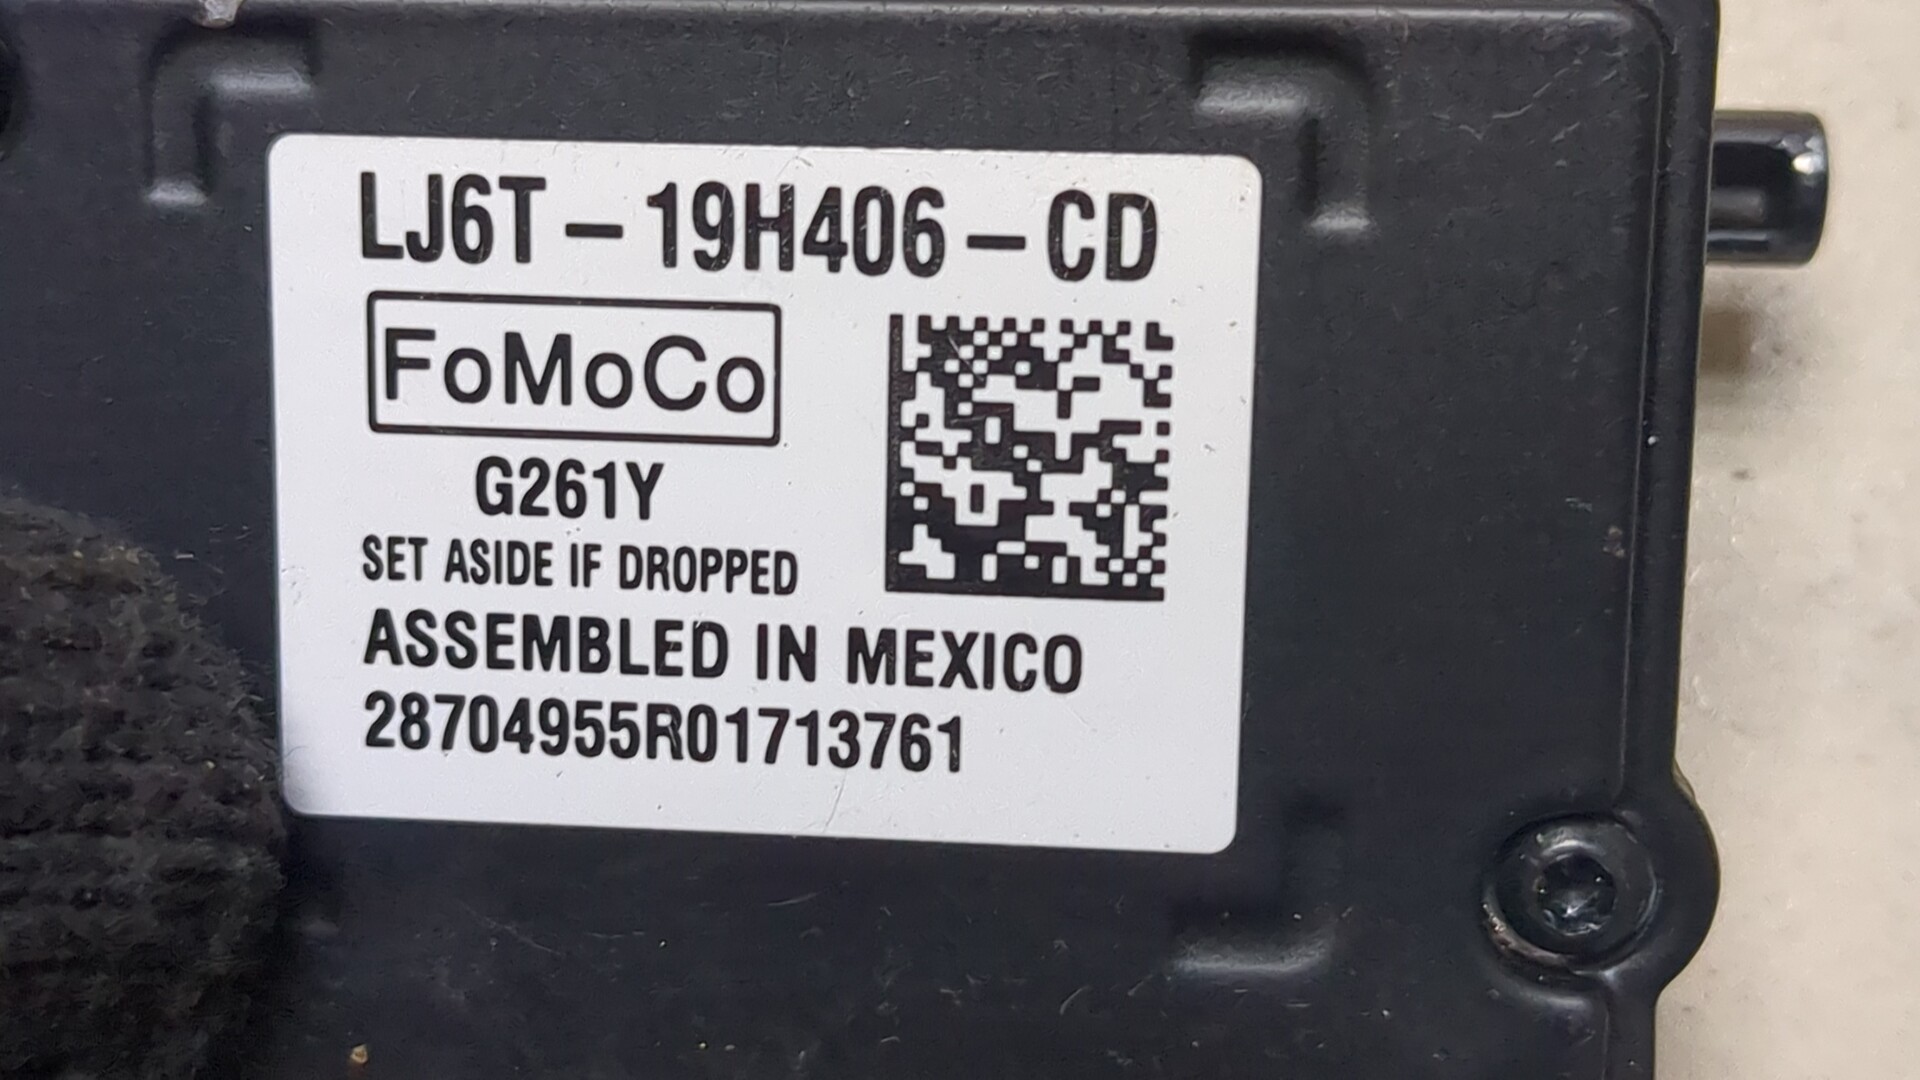 LJ6T-19H406-CD
FoMoCo
G261Y
SET ASIDE IF DROPPED
ASSEMBLED IN MEXICO
28704955R01713761